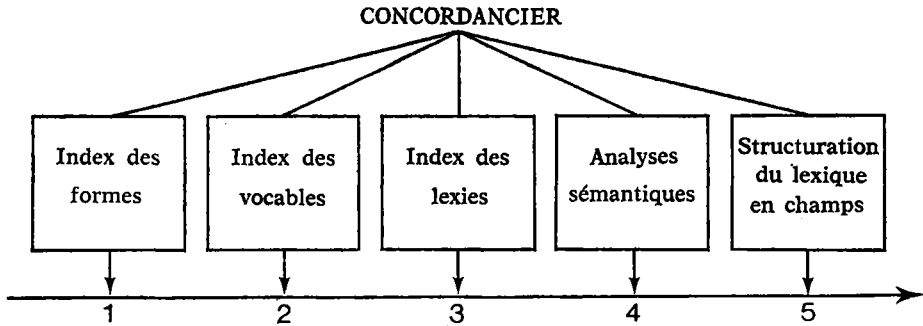 CONCORDANCIER
Index des
formes
Index des
vocables
Index des
lexies
Analyses
sémantiques
Structuration
du lexique
en champs
1 2 3 4 5